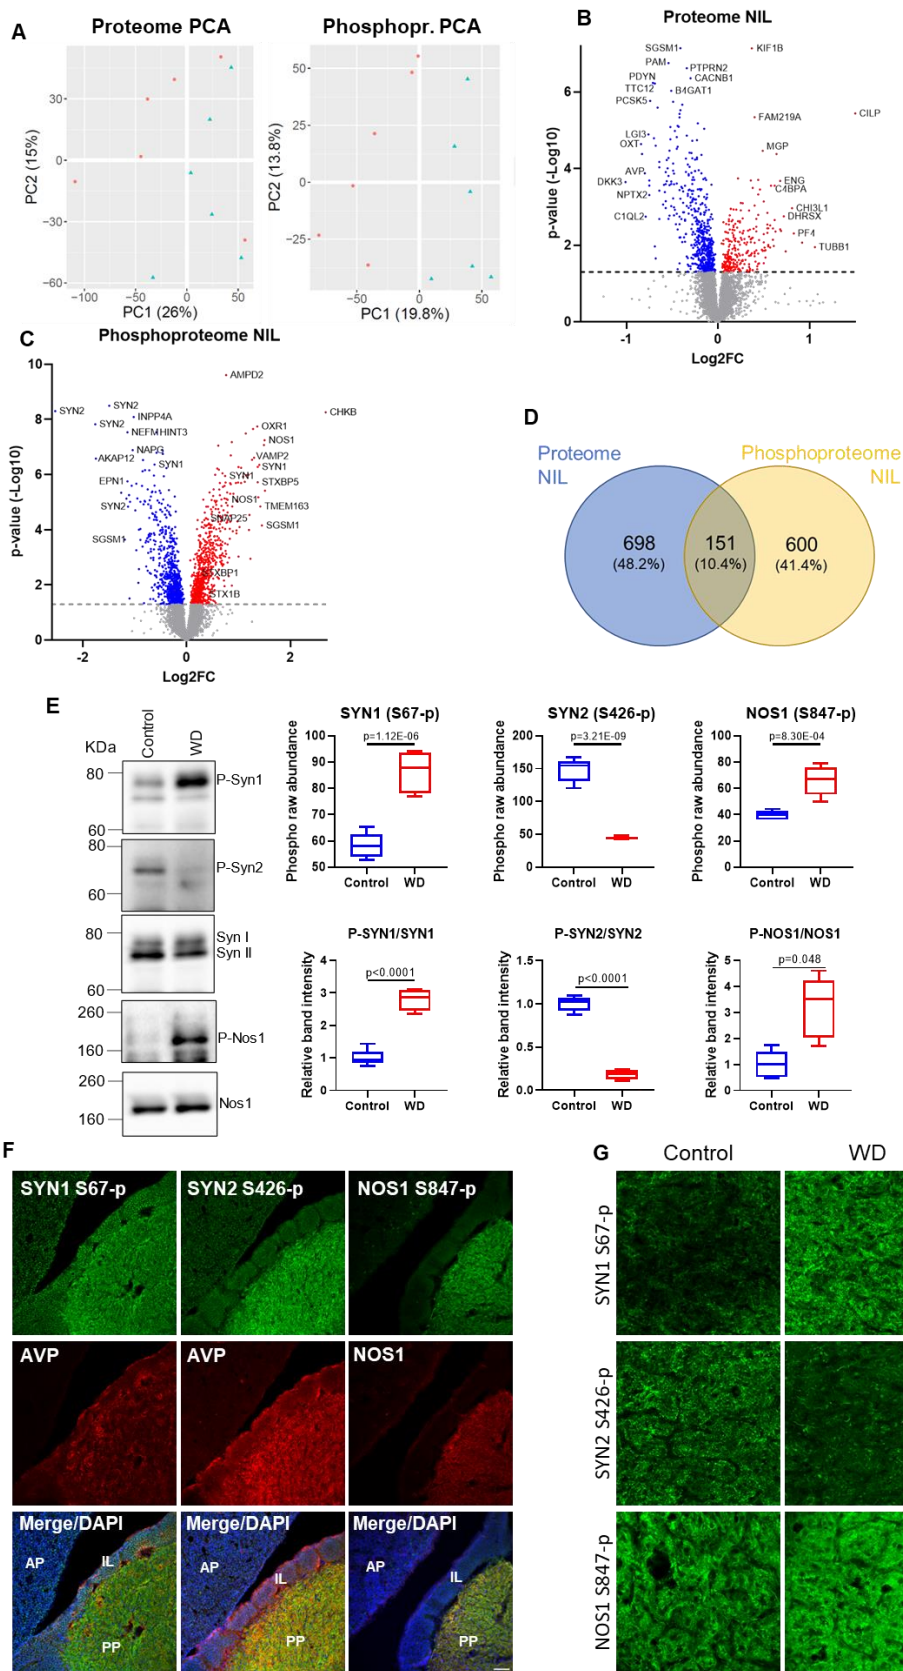 A
Proteome PCA
Phosphopr. PCA
PC2 (15%)
30
0
−30
−60
−100
−50
0
50
PC1 (26%)
PC2 (13.8%)
50
25
0
−25
−50
0
50
PC1 (19.8%)
B
Proteome NIL
p-value (-Log10)
6
4
2
0
-1
0
1
Log2FC
SGSM1
KIF1B
PAM
PTPRN2
PDYN
CACNB1
TTC12
B4GAT1
PCSK5
CILP
FAM219A
LGI3
OXT
MGP
AVP
ENG
DKK3
C4BPA
NPTX2
CHI3L1
C1QL2
DHRSX
PF4
TUBB1
C
Phosphoproteome NIL
p-value (-Log10)
10
8
6
4
2
0
-2
0
2
Log2FC
AMPD2
SYN2
SYN2
CHKB
INPP4A
SYN2
OXR1
NEFM
HINT3
NOS1
NAPG
AKAP12
VAMP2
SYN1
SYN1
SYN1
EPN1
STXBP5
NOS1
SYN2
TMEM163
SNAP25
SGSM1
SGSM1
STXBP1
STX1B
D
Proteome NIL
Phosphoproteome NIL
698
(48.2%)
151
(10.4%)
600
(41.4%)
E
Control
WD
KDa
80
60
P-Syn1
80
60
P-Syn2
80
60
Syn I
Syn II
260
160
P-Nos1
260
160
Nos1
SYN1 (S67-p)
p=1.12E-06
Phospho raw abundance
100
90
80
70
60
50
Control
WD
SYN2 (S426-p)
p=3.21E-09
Phospho raw abundance
200
150
100
50
0
Control
WD
NOS1 (S847-p)
p=8.30E-04
Phospho raw abundance
100
80
60
40
20
0
Control
WD
P-SYN1/SYN1
p<0.0001
Relative band intensity
4
3
2
1
0
Control
WD
P-SYN2/SYN2
p<0.0001
Relative band intensity
1.5
1.0
0.5
0.0
Control
WD
P-NOS1/NOS1
p=0.048
Relative band intensity
5
4
3
2
1
0
Control
WD
F
SYN1 S67-p
SYN2 S426-p
NOS1 S847-p
AVP
AVP
NOS1
Merge/DAPI
AP
IL
PP
Merge/DAPI
AP
IL
PP
Merge/DAPI
AP
IL
PP
G
Control
WD
SYN1 S67-p
SYN2 S426-p
NOS1 S847-p